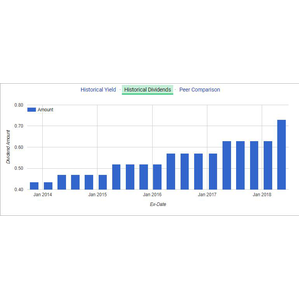 Historical Yield Historical Dividends Peer Comparison
0.80
Amount
0.70
0.60
0.50
0.40
Dividend Amount
Jan 2014 Jan 2015 Jan 2016 Jan 2017 Jan 2018
Ex-Date